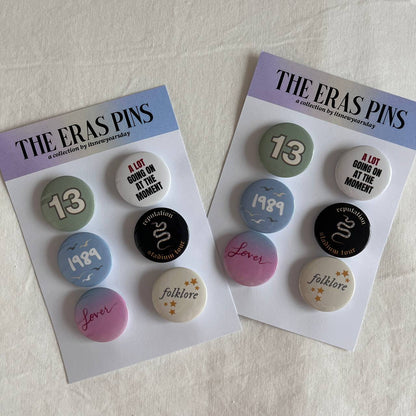 THE ERAS PINS
a collection by itsnewyearsday
13
A LOT
GOING ON
AT THE
MOMENT
1989
reputation
stadium tour
Lover
folklore
THE ERAS PINS
a collection by itsnewyearsday
13
A LOT
GOING ON
AT THE
MOMENT
1989
reputation
stadium tour
Lover
folklore